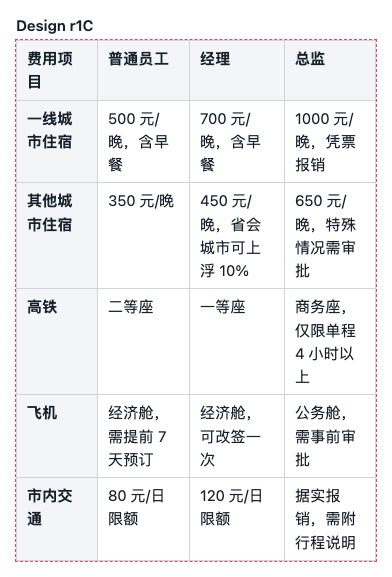 Design r1C
费用项
目
普通员工
经理
总监
一线城
市住宿
500 元/
晚，含早
餐
700 元/
晚，含早
餐
1000 元/
晚，凭票
报销
其他城
市住宿
350 元/晚
450 元/
晚，省会
城市可上
浮 10%
650 元/
晚，特殊
情况需审
批
高铁
二等座
一等座
商务座，
仅限单程
4 小时以
上
飞机
经济舱，
需提前 7
天预订
经济舱，
可改签一
次
公务舱，
需事前审
批
市内交
通
80 元/日
限额
120 元/日
限额
据实报
销，需附
行程说明